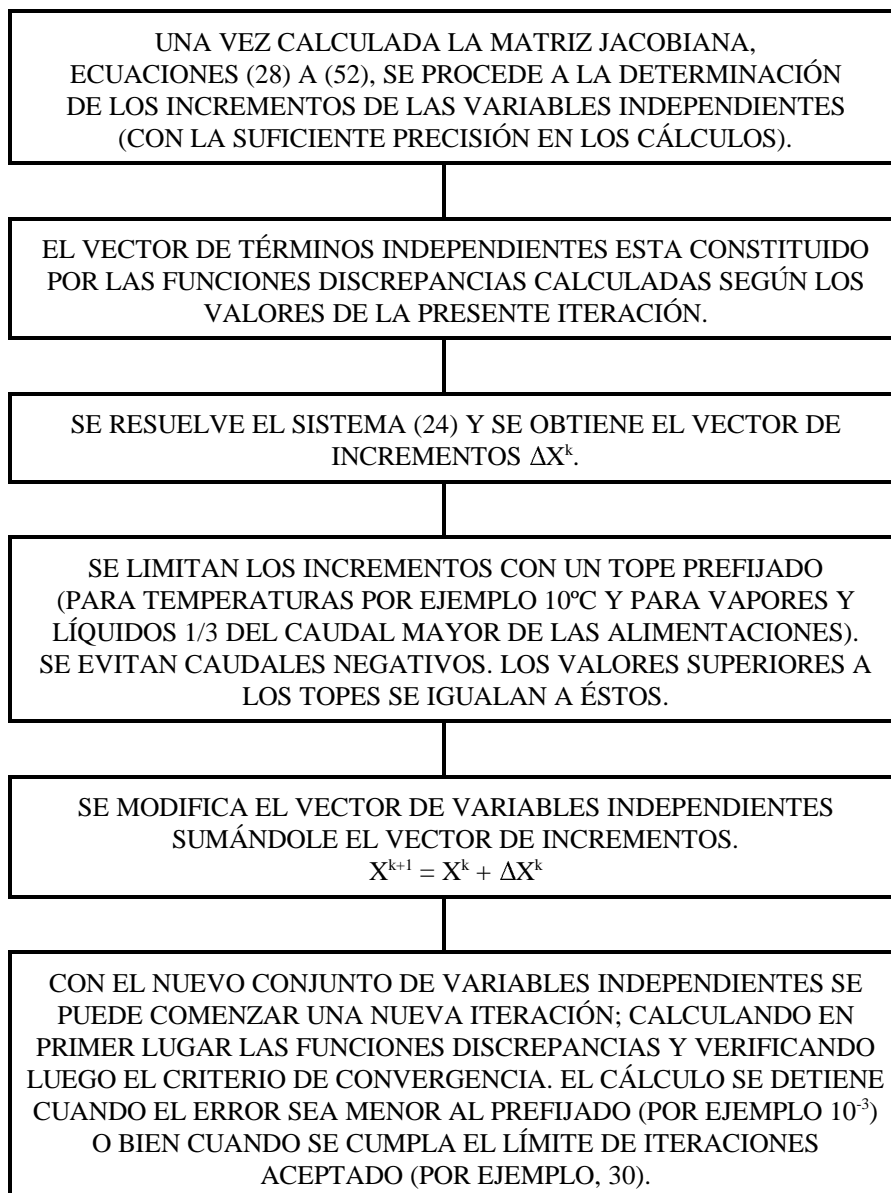 UNA VEZ CALCULADA LA MATRIZ JACOBIANA,
ECUACIONES (28) A (52), SE PROCEDE A LA DETERMINACIÓN
DE LOS INCREMENTOS DE LAS VARIABLES INDEPENDIENTES
(CON LA SUFICIENTE PRECISIÓN EN LOS CÁLCULOS).
EL VECTOR DE TÉRMINOS INDEPENDIENTES ESTA CONSTITUIDO
POR LAS FUNCIONES DISCREPANCIAS CALCULADAS SEGÚN LOS
VALORES DE LA PRESENTE ITERACIÓN.
SE RESUELVE EL SISTEMA (24) Y SE OBTIENE EL VECTOR DE
INCREMENTOS ΔXᵏ.
SE LIMITAN LOS INCREMENTOS CON UN TOPE PREFIJADO
(PARA TEMPERATURAS POR EJEMPLO 10ºC Y PARA VAPORES Y
LÍQUIDOS 1/3 DEL CAUDAL MAYOR DE LAS ALIMENTACIONES).
SE EVITAN CAUDALES NEGATIVOS. LOS VALORES SUPERIORES A
LOS TOPES SE IGUALAN A ÉSTOS.
SE MODIFICA EL VECTOR DE VARIABLES INDEPENDIENTES
SUMÁNDOLE EL VECTOR DE INCREMENTOS.
Xᵏ⁺¹ = Xᵏ + ΔXᵏ
CON EL NUEVO CONJUNTO DE VARIABLES INDEPENDIENTES SE
PUEDE COMENZAR UNA NUEVA ITERACIÓN; CALCULANDO EN
PRIMER LUGAR LAS FUNCIONES DISCREPANCIAS Y VERIFICANDO
LUEGO EL CRITERIO DE CONVERGENCIA. EL CÁLCULO SE DETIENE
CUANDO EL ERROR SEA MENOR AL PREFIJADO (POR EJEMPLO 10⁻³)
O BIEN CUANDO SE CUMPLA EL LÍMITE DE ITERACIONES
ACEPTADO (POR EJEMPLO, 30).